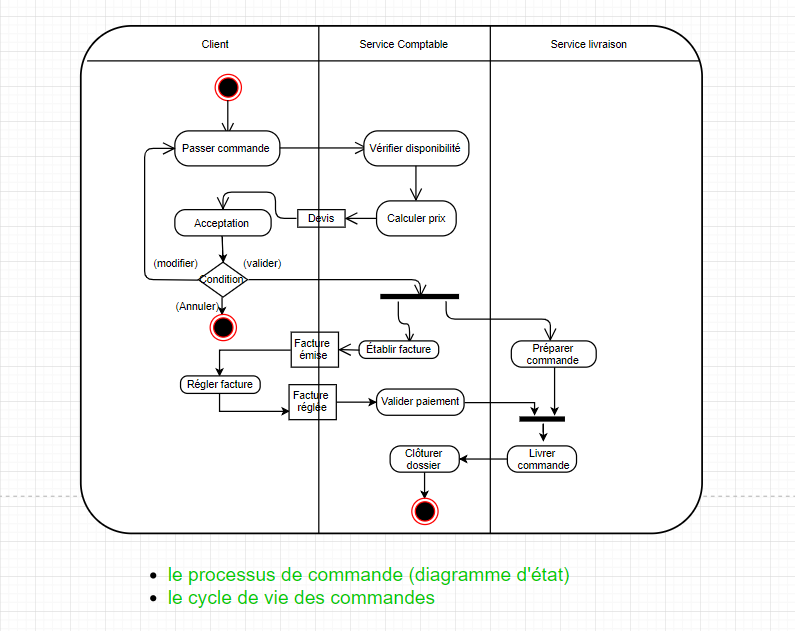 Client
Service Comptable
Service livraison
Passer commande
Vérifier disponibilité
Acceptation
Devis
Calculer prix
(modifier)
(valider)
Condition
(Annuler)
Facture
émise
Établir facture
Préparer
commande
Régler facture
Facture
réglée
Valider paiement
Clôturer
dossier
Livrer
commande
le processus de commande (diagramme d'état)
le cycle de vie des commandes